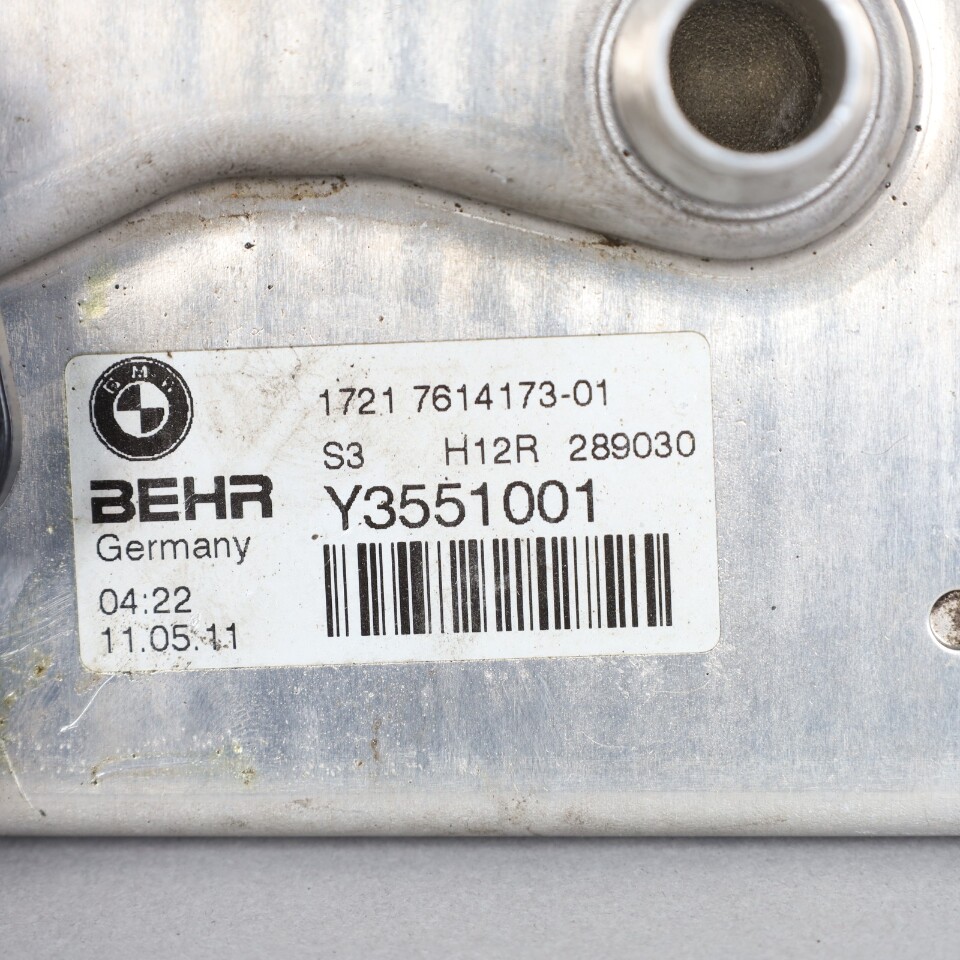 BMW
1721 7614173-01
S3 H12R 289030
BEHR
Y3551001
Germany
04:22
11.05.11